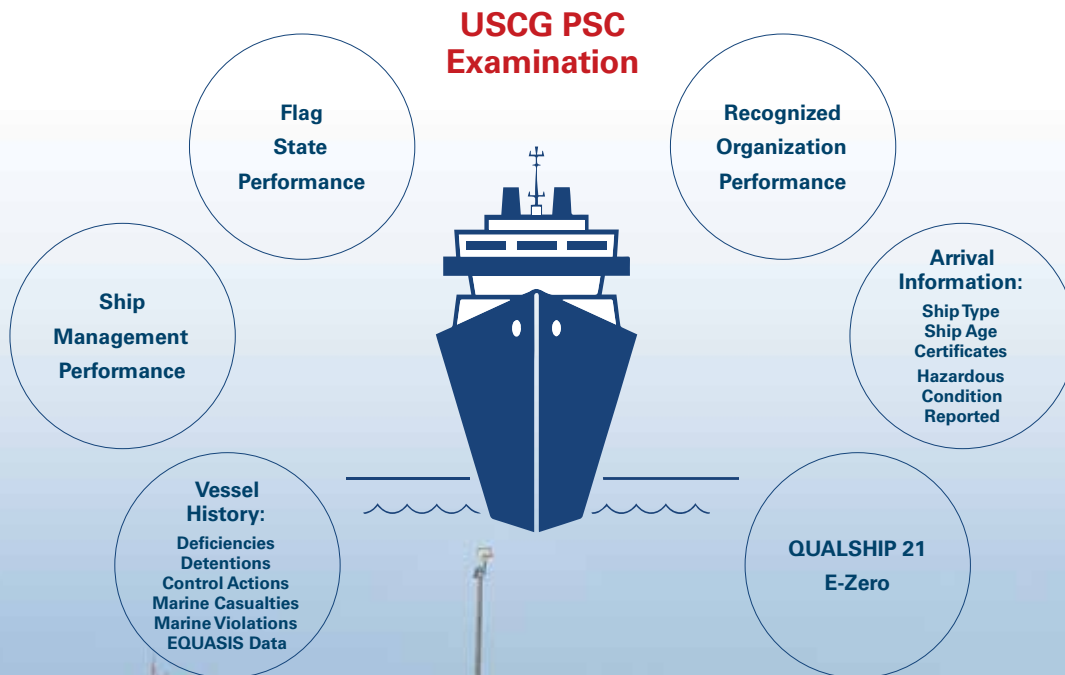 USCG PSC
Examination
Flag
State
Performance
Recognized
Organization
Performance
Ship
Management
Performance
Arrival
Information:
Ship Type
Ship Age
Certificates
Hazardous
Condition
Reported
Vessel
History:
Deficiencies
Detentions
Control Actions
Marine Casualties
Marine Violations
EQUASIS Data
QUALSHIP 21
E-Zero